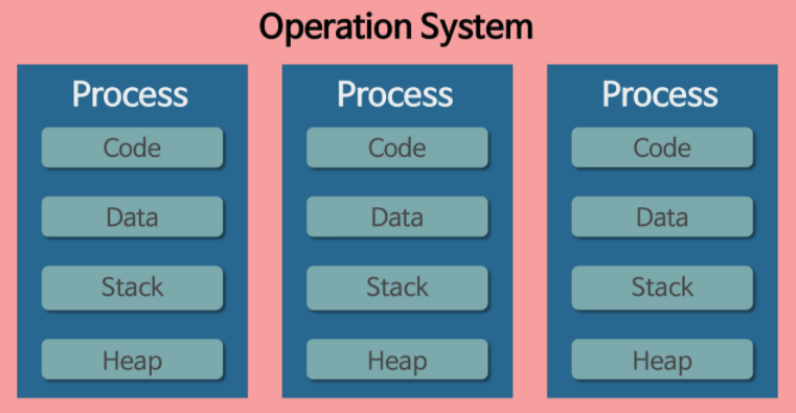 Operation System
Process
Code
Data
Stack
Heap
Process
Code
Data
Stack
Heap
Process
Code
Data
Stack
Heap